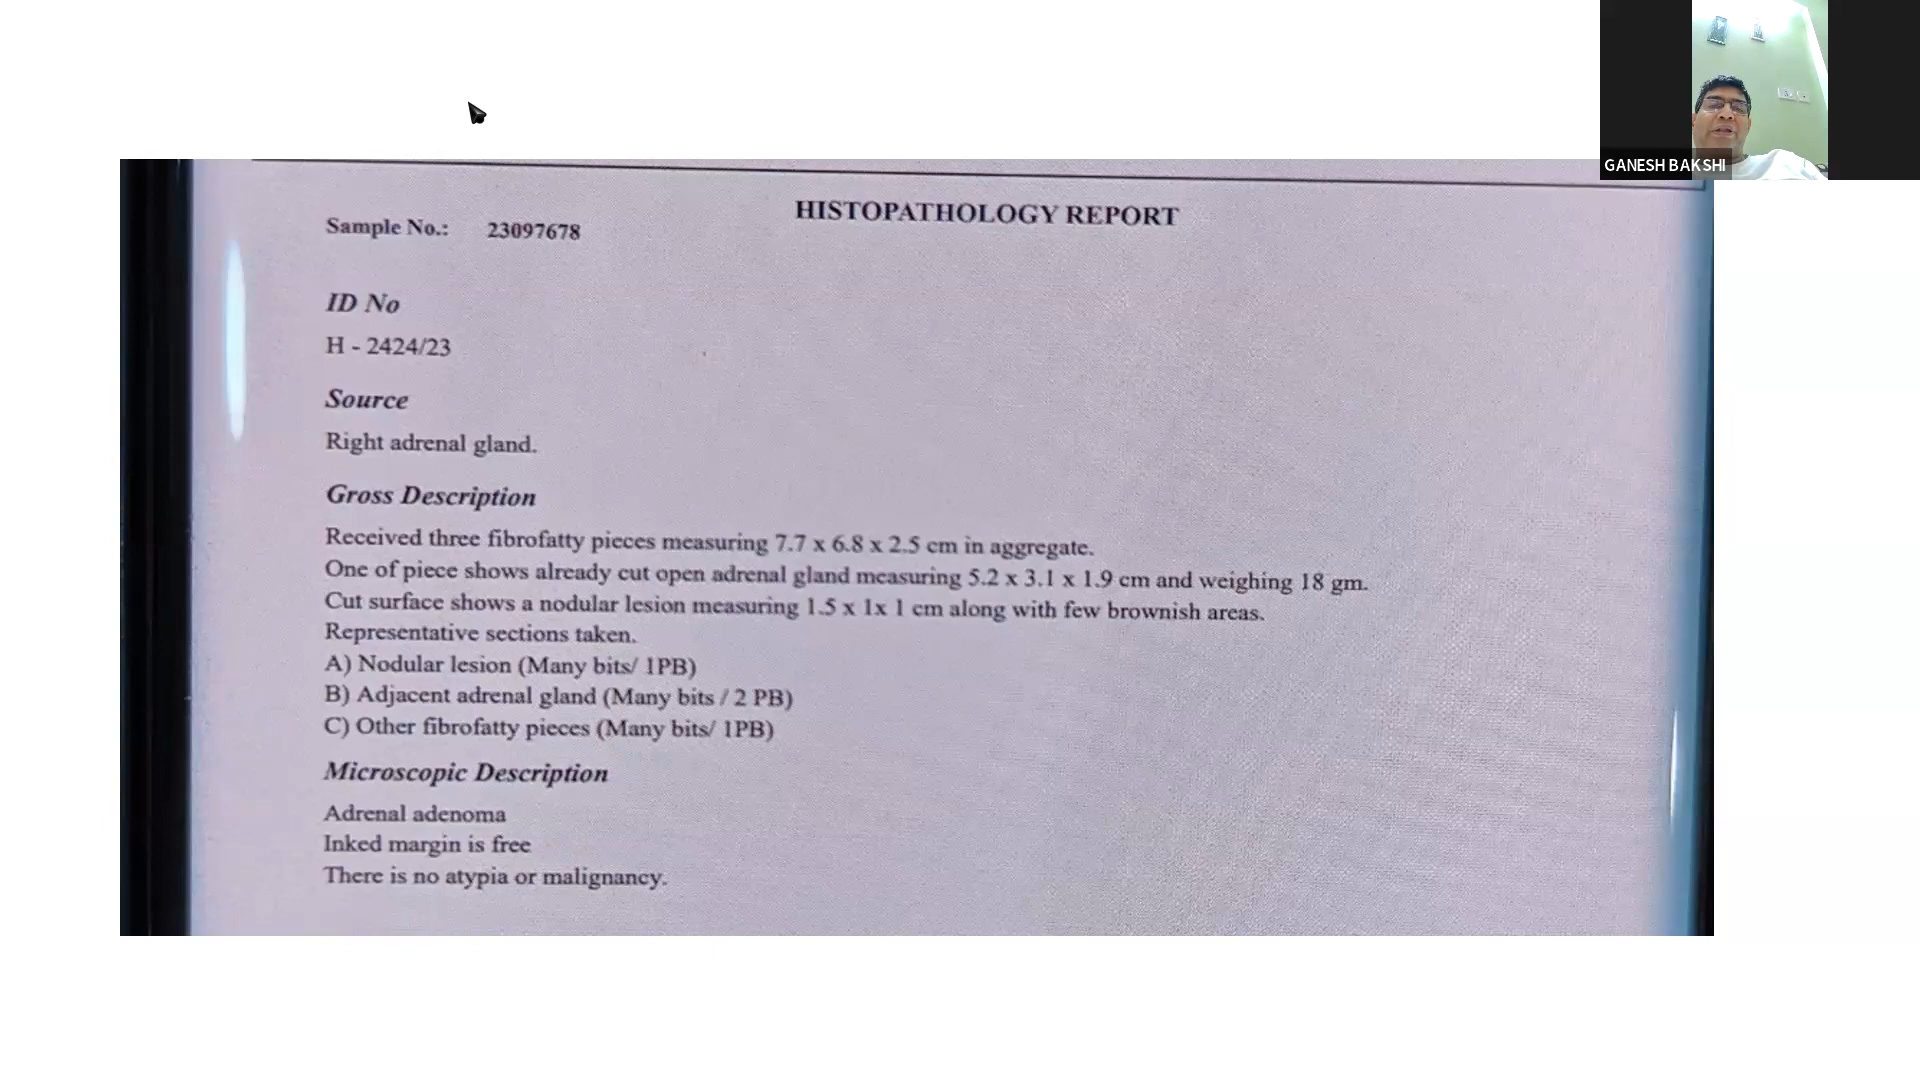 GANESH BAKSHI
HISTOPATHOLOGY REPORT
Sample No.: 23097678
ID No
H - 2424/23
Source
Right adrenal gland.
Gross Description
Received three fibrofatty pieces measuring 7.7 x 6.8 x 2.5 cm in aggregate.
One of piece shows already cut open adrenal gland measuring 5.2 x 3.1 x 1.9 cm and weighing 18 gm.
Cut surface shows a nodular lesion measuring 1.5 x 1x 1 cm along with few brownish areas.
Representative sections taken.
A) Nodular lesion (Many bits/ 1PB)
B) Adjacent adrenal gland (Many bits / 2 PB)
C) Other fibrofatty pieces (Many bits/ 1PB)
Microscopic Description
Adrenal adenoma
Inked margin is free
There is no atypia or malignancy.